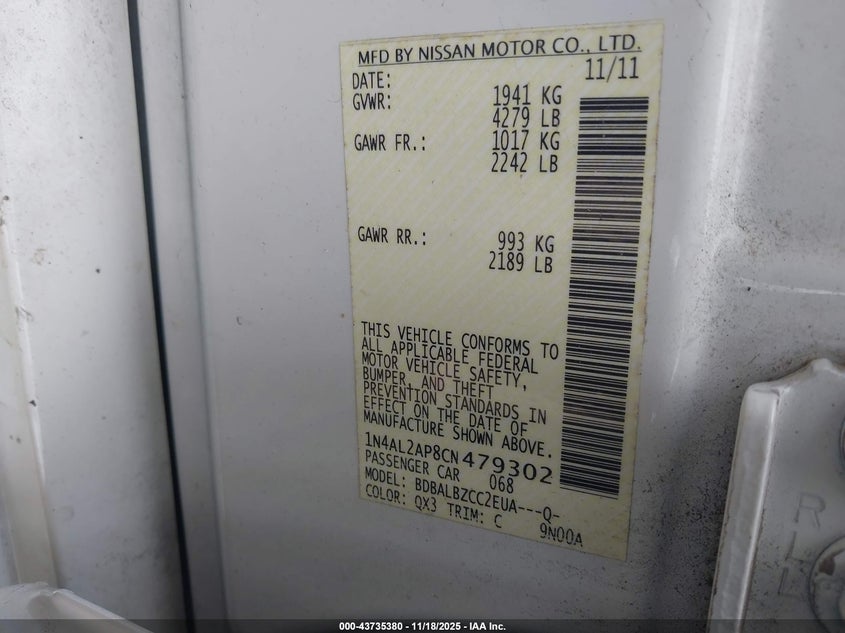 MFD BY NISSAN MOTOR CO., LTD.
DATE: 11/11
GVWR: 1941 KG
4279 LB
GAWR FR.: 1017 KG
2242 LB
GAWR RR.: 993 KG
2189 LB
THIS VEHICLE CONFORMS TO
ALL APPLICABLE FEDERAL
MOTOR VEHICLE SAFETY,
BUMPER, AND THEFT
PREVENTION STANDARDS IN
EFFECT ON THE DATE OF
MANUFACTURE SHOWN ABOVE.
1N4AL2AP8CN479302
PASSENGER CAR 068
MODEL: BDBALBZCC2EUA---Q-
COLOR: QX3 TRIM: C 9N00A
R
L
L
000-43735380 - 11/18/2025 - IAA Inc.